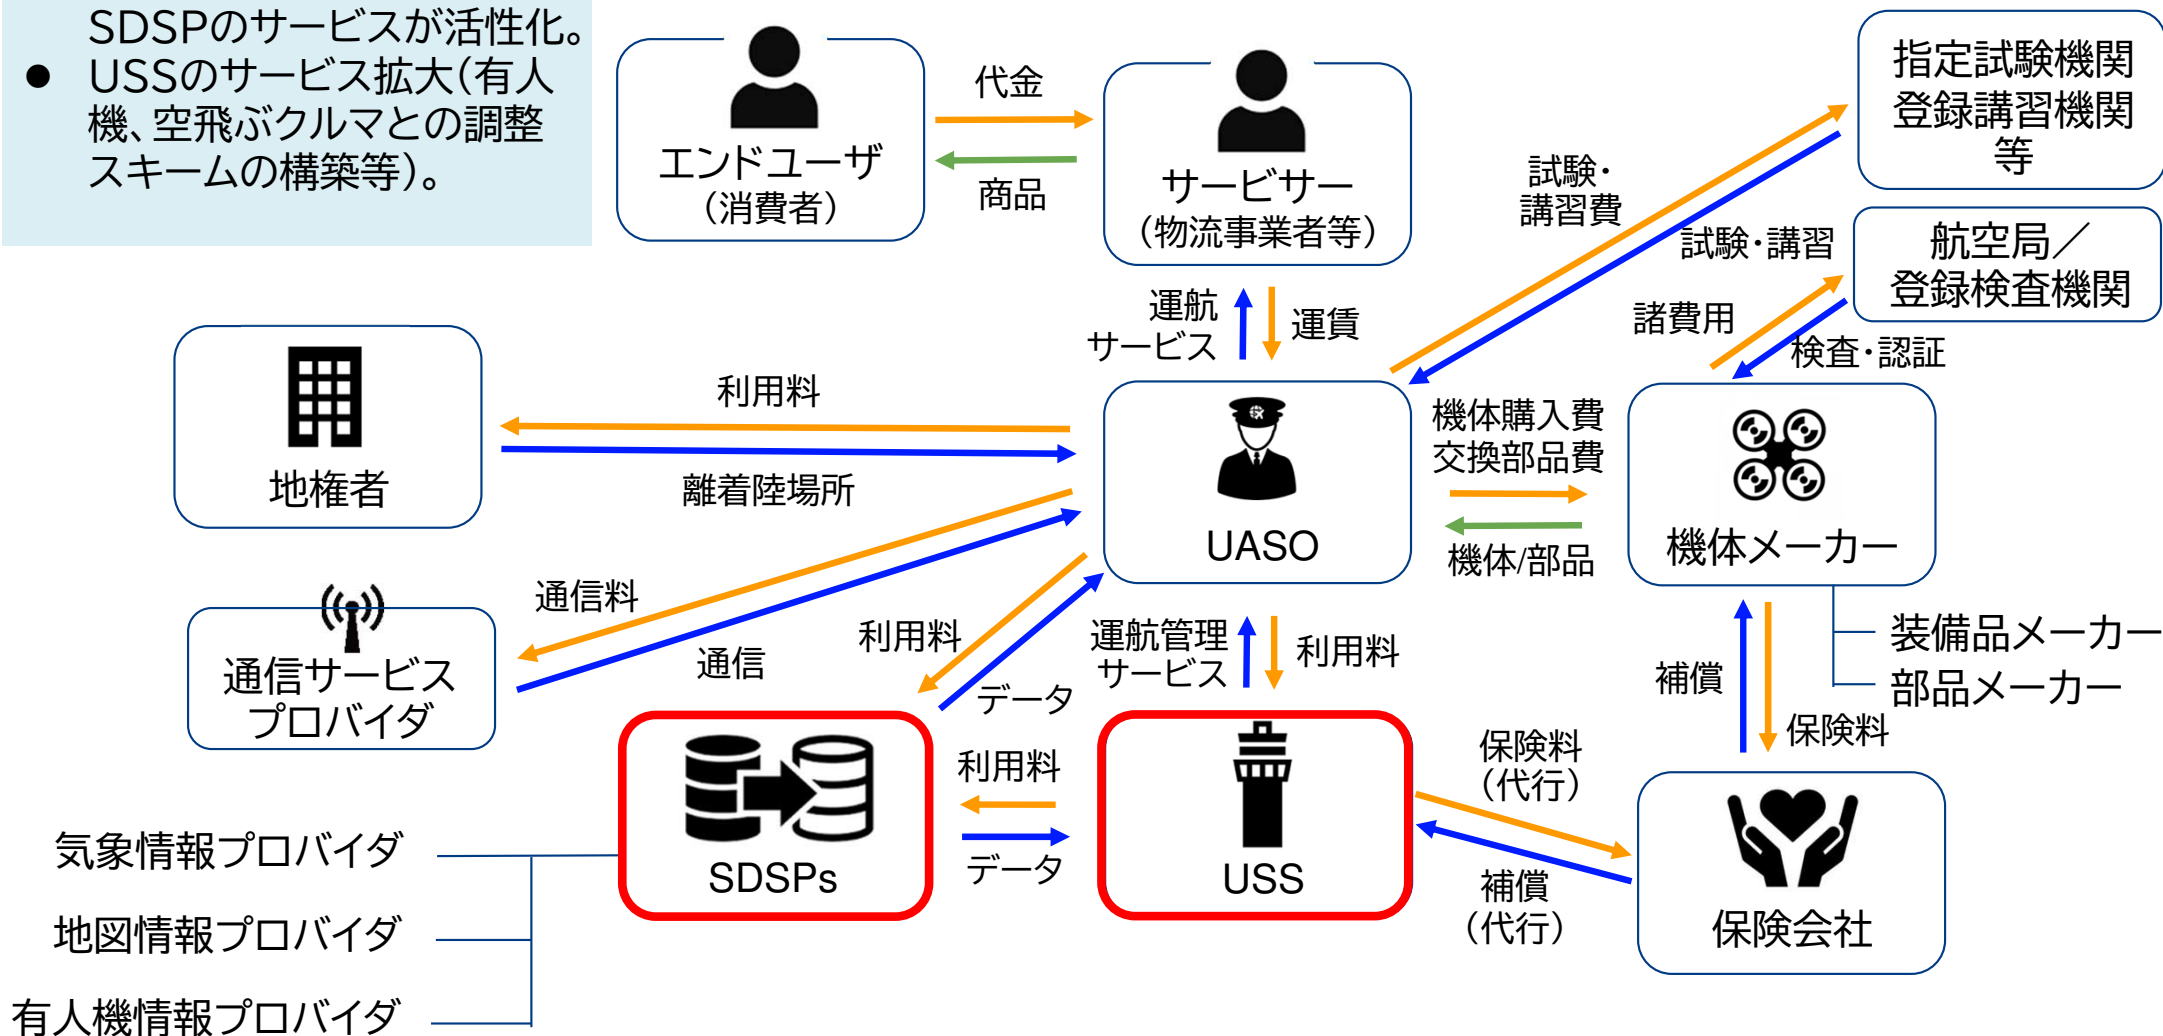 SDSPのサービスが活性化。
● USSのサービス拡大(有人
機、空飛ぶクルマとの調整
スキームの構築等)。
エンドユーザ
(消費者)
代金
商品
サービサー
(物流事業者等)
指定試験機関
登録講習機関
等
試験・
講習費
試験・講習
航空局/
登録検査機関
諸費用
検査・認証
運航
サービス
運賃
地権者
利用料
離着陸場所
UASO
機体購入費
交換部品費
機体/部品
機体メーカー
装備品メーカー
部品メーカー
通信サービス
プロバイダ
通信料
通信
利用料
データ
運航管理
サービス
利用料
補償
保険料
SDSPs
利用料
データ
USS
保険料
(代行)
補償
(代行)
保険会社
気象情報プロバイダ
地図情報プロバイダ
有人機情報プロバイダ